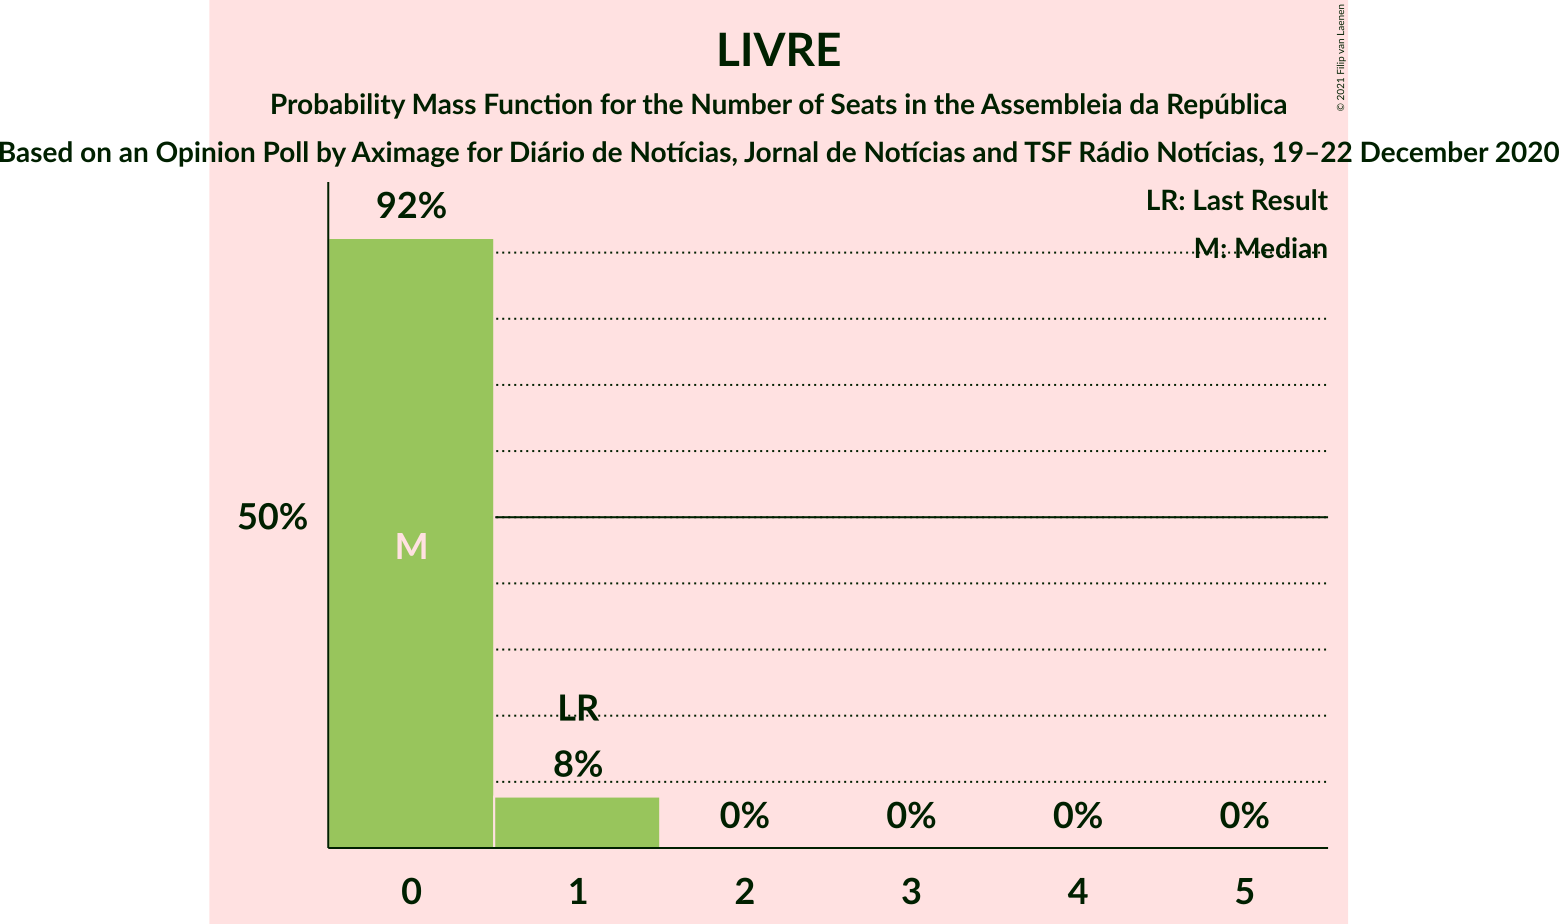 LIVRE
Probability Mass Function for the Number of Seats in the Assembleia da República
Based on an Opinion Poll by Aximage for Diário de Notícias, Jornal de Notícias and TSF Rádio Notícias, 19–22 December 2020
© 2021 Filip van Laenen
LR: Last Result
M: Median
92%
50%
M
LR
8%
0% 0% 0% 0%
0 1 2 3 4 5